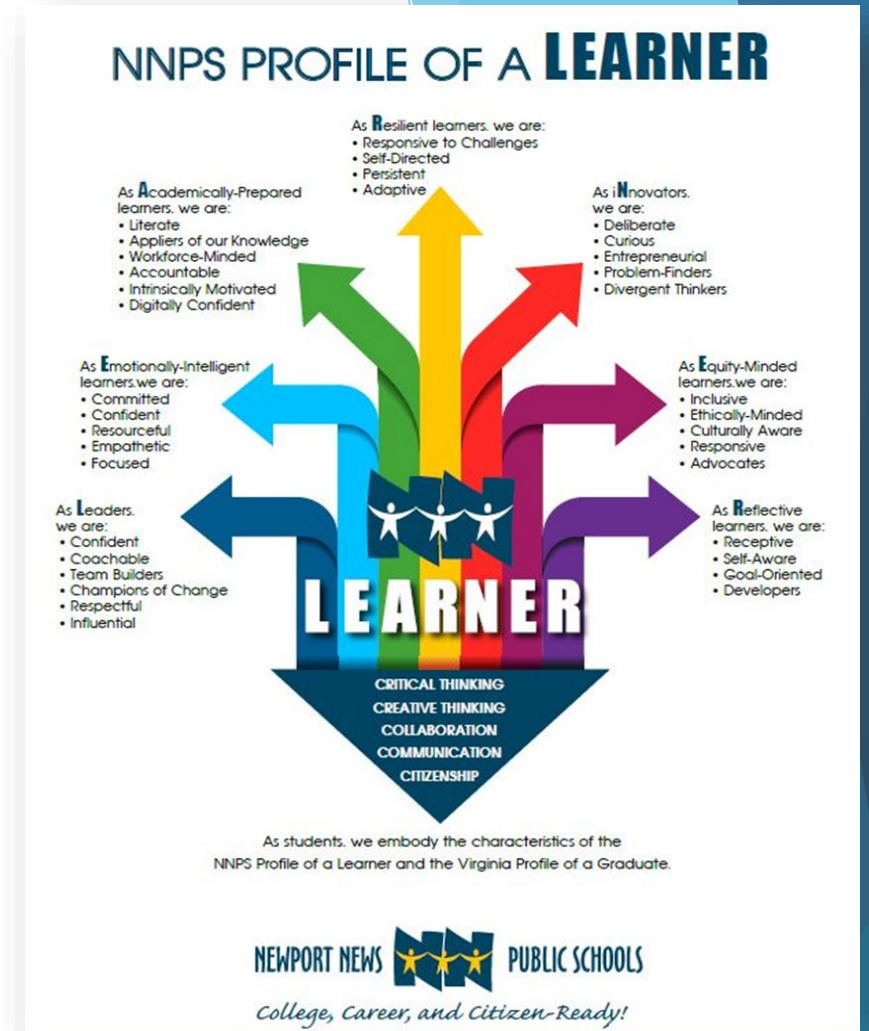 NNPS PROFILE OF A LEARNER
As Resilient learners, we are:
• Responsive to Challenges
• Self-Directed
• Persistent
• Adaptive
As Academically-Prepared
learners, we are:
• Literate
• Appliers of our Knowledge
• Workforce-Minded
• Accountable
• Intrinsically Motivated
• Digitally Confident
As iNnovators,
we are:
• Deliberate
• Curious
• Entrepreneurial
• Problem-Finders
• Divergent Thinkers
As Emotionally-Intelligent
learners.we are:
• Committed
• Confident
• Resourceful
• Empathetic
• Focused
As Equity-Minded
learners.we are:
• Inclusive
• Ethically-Minded
• Culturally Aware
• Responsive
• Advocates
As Leaders,
we are:
• Confident
• Coachable
• Team Builders
• Champions of Change
• Respectful
• Influential
As Reflective
learners, we are:
• Receptive
• Self-Aware
• Goal-Oriented
• Developers
NN
LEARNER
CRITICAL THINKING
CREATIVE THINKING
COLLABORATION
COMMUNICATION
CITIZENSHIP
As students, we embody the characteristics of the
NNPS Profile of a Learner and the Virginia Profile of a Graduate.
NEWPORT NEWS NN PUBLIC SCHOOLS
College, Career, and Citizen-Ready!